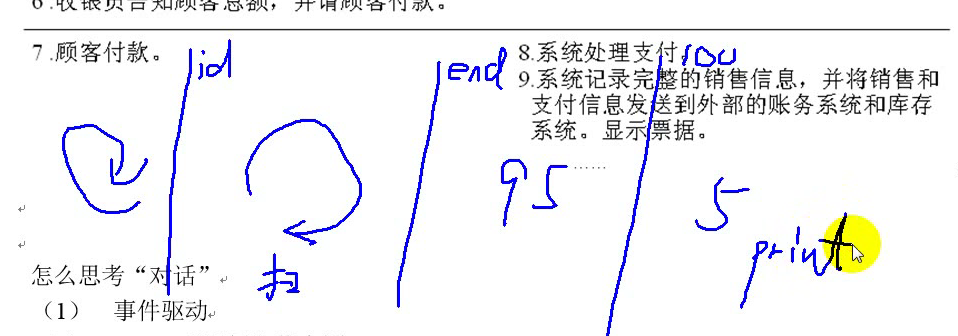 6.收银员告知顾客总额，并请顾客付款。
7.顾客付款。
8.系统处理支付。
9.系统记录完整的销售信息，并将销售和
支付信息发送到外部的账务系统和库存
系统。显示票据。
……
id
end
100
95
5
扫
print
怎么思考“对话”
（1） 事件驱动